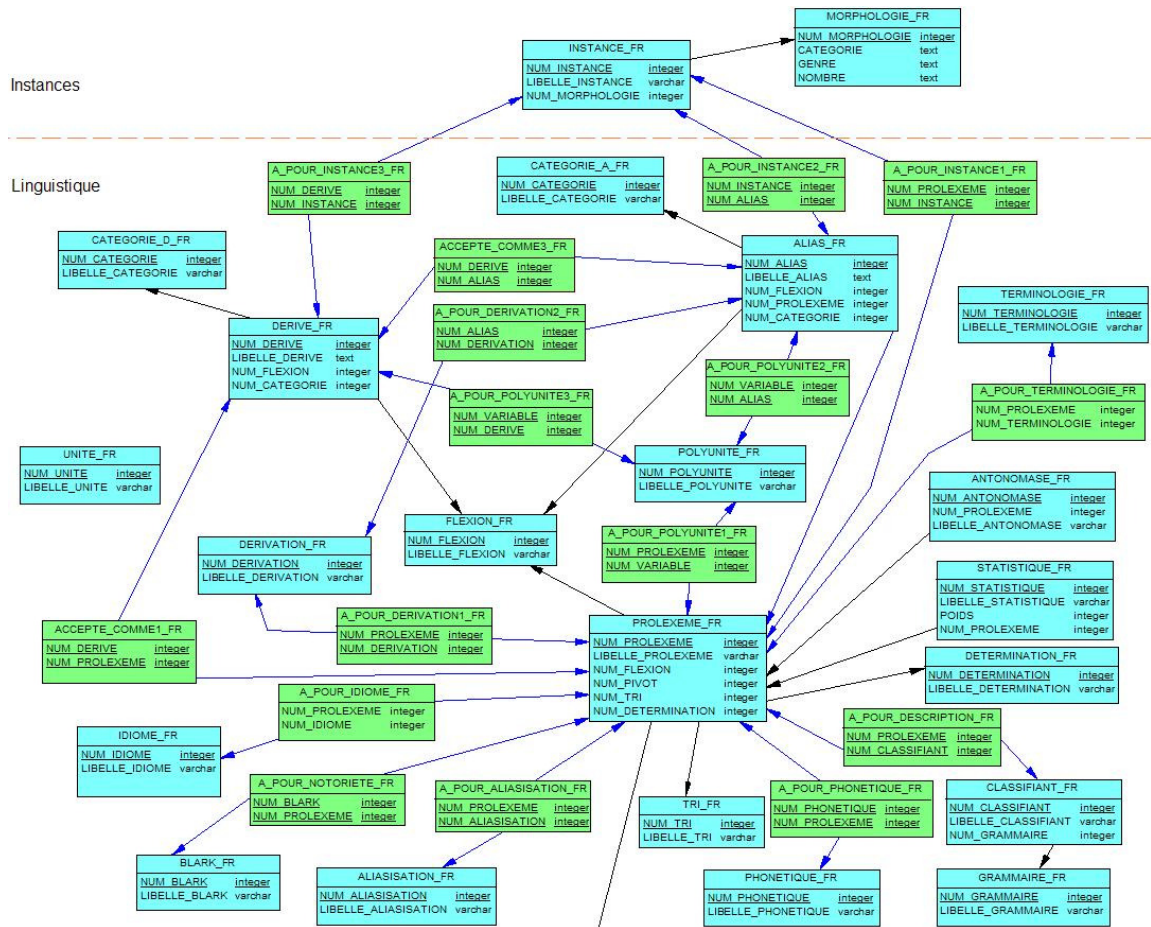 MORPHOLOGIE_FR
NUM_MORPHOLOGIE integer
CATEGORIE text
GENRE text
NOMBRE text
INSTANCE_FR
NUM_INSTANCE integer
LIBELLE_INSTANCE varchar
NUM_MORPHOLOGIE integer
Instances
Linguistique
A_POUR_INSTANCE3_FR
NUM_DERIVE integer
NUM_INSTANCE integer
CATEGORIE_A_FR
NUM_CATEGORIE integer
LIBELLE_CATEGORIE varchar
A_POUR_INSTANCE2_FR
NUM_INSTANCE integer
NUM_ALIAS integer
A_POUR_INSTANCE1_FR
NUM_PROLEXEME integer
NUM_INSTANCE integer
CATEGORIE_D_FR
NUM_CATEGORIE integer
LIBELLE_CATEGORIE varchar
ACCEPTE_COMME3_FR
NUM_DERIVE integer
NUM_ALIAS integer
ALIAS_FR
NUM_ALIAS integer
LIBELLE_ALIAS text
NUM_FLEXION integer
NUM_PROLEXEME integer
NUM_CATEGORIE integer
TERMINOLOGIE_FR
NUM_TERMINOLOGIE integer
LIBELLE_TERMINOLOGIE varchar
DERIVE_FR
NUM_DERIVE integer
LIBELLE_DERIVE text
NUM_FLEXION integer
NUM_CATEGORIE integer
A_POUR_DERIVATION2_FR
NUM_ALIAS integer
NUM_DERIVATION integer
A_POUR_POLYUNITE2_FR
NUM_VARIABLE integer
NUM_ALIAS integer
A_POUR_POLYUNITE3_FR
NUM_VARIABLE integer
NUM_DERIVE integer
A_POUR_TERMINOLOGIE_FR
NUM_PROLEXEME integer
NUM_TERMINOLOGIE integer
UNITE_FR
NUM_UNITE integer
LIBELLE_UNITE varchar
POLYUNITE_FR
NUM_POLYUNITE integer
LIBELLE_POLYUNITE varchar
ANTONOMASE_FR
NUM_ANTONOMASE integer
NUM_PROLEXEME integer
LIBELLE_ANTONOMASE varchar
FLEXION_FR
NUM_FLEXION integer
LIBELLE_FLEXION varchar
A_POUR_POLYUNITE1_FR
NUM_PROLEXEME integer
NUM_VARIABLE integer
DERIVATION_FR
NUM_DERIVATION integer
LIBELLE_DERIVATION varchar
STATISTIQUE_FR
NUM_STATISTIQUE integer
LIBELLE_STATISTIQUE varchar
POIDS integer
NUM_PROLEXEME integer
ACCEPTE_COMME1_FR
NUM_DERIVE integer
NUM_PROLEXEME integer
A_POUR_DERIVATION1_FR
NUM_PROLEXEME integer
NUM_DERIVATION integer
PROLEXEME_FR
NUM_PROLEXEME integer
LIBELLE_PROLEXEME varchar
NUM_FLEXION integer
NUM_PIVOT integer
NUM_TRI integer
NUM_DETERMINATION integer
DETERMINATION_FR
NUM_DETERMINATION integer
LIBELLE_DETERMINATION varchar
A_POUR_IDIOME_FR
NUM_PROLEXEME integer
NUM_IDIOME integer
A_POUR_DESCRIPTION_FR
NUM_PROLEXEME integer
NUM_CLASSIFIANT integer
IDIOME_FR
NUM_IDIOME integer
LIBELLE_IDIOME varchar
A_POUR_NOTORIETE_FR
NUM_BLARK integer
NUM_PROLEXEME integer
A_POUR_ALIASISATION_FR
NUM_PROLEXEME integer
NUM_ALIASISATION integer
TRI_FR
NUM_TRI integer
LIBELLE_TRI varchar
A_POUR_PHONETIQUE_FR
NUM_PHONETIQUE integer
NUM_PROLEXEME integer
CLASSIFIANT_FR
NUM_CLASSIFIANT integer
LIBELLE_CLASSIFIANT varchar
NUM_GRAMMAIRE integer
BLARK_FR
NUM_BLARK integer
LIBELLE_BLARK varchar
ALIASISATION_FR
NUM_ALIASISATION integer
LIBELLE_ALIASISATION varchar
PHONETIQUE_FR
NUM_PHONETIQUE integer
LIBELLE_PHONETIQUE varchar
GRAMMAIRE_FR
NUM_GRAMMAIRE integer
LIBELLE_GRAMMAIRE varchar